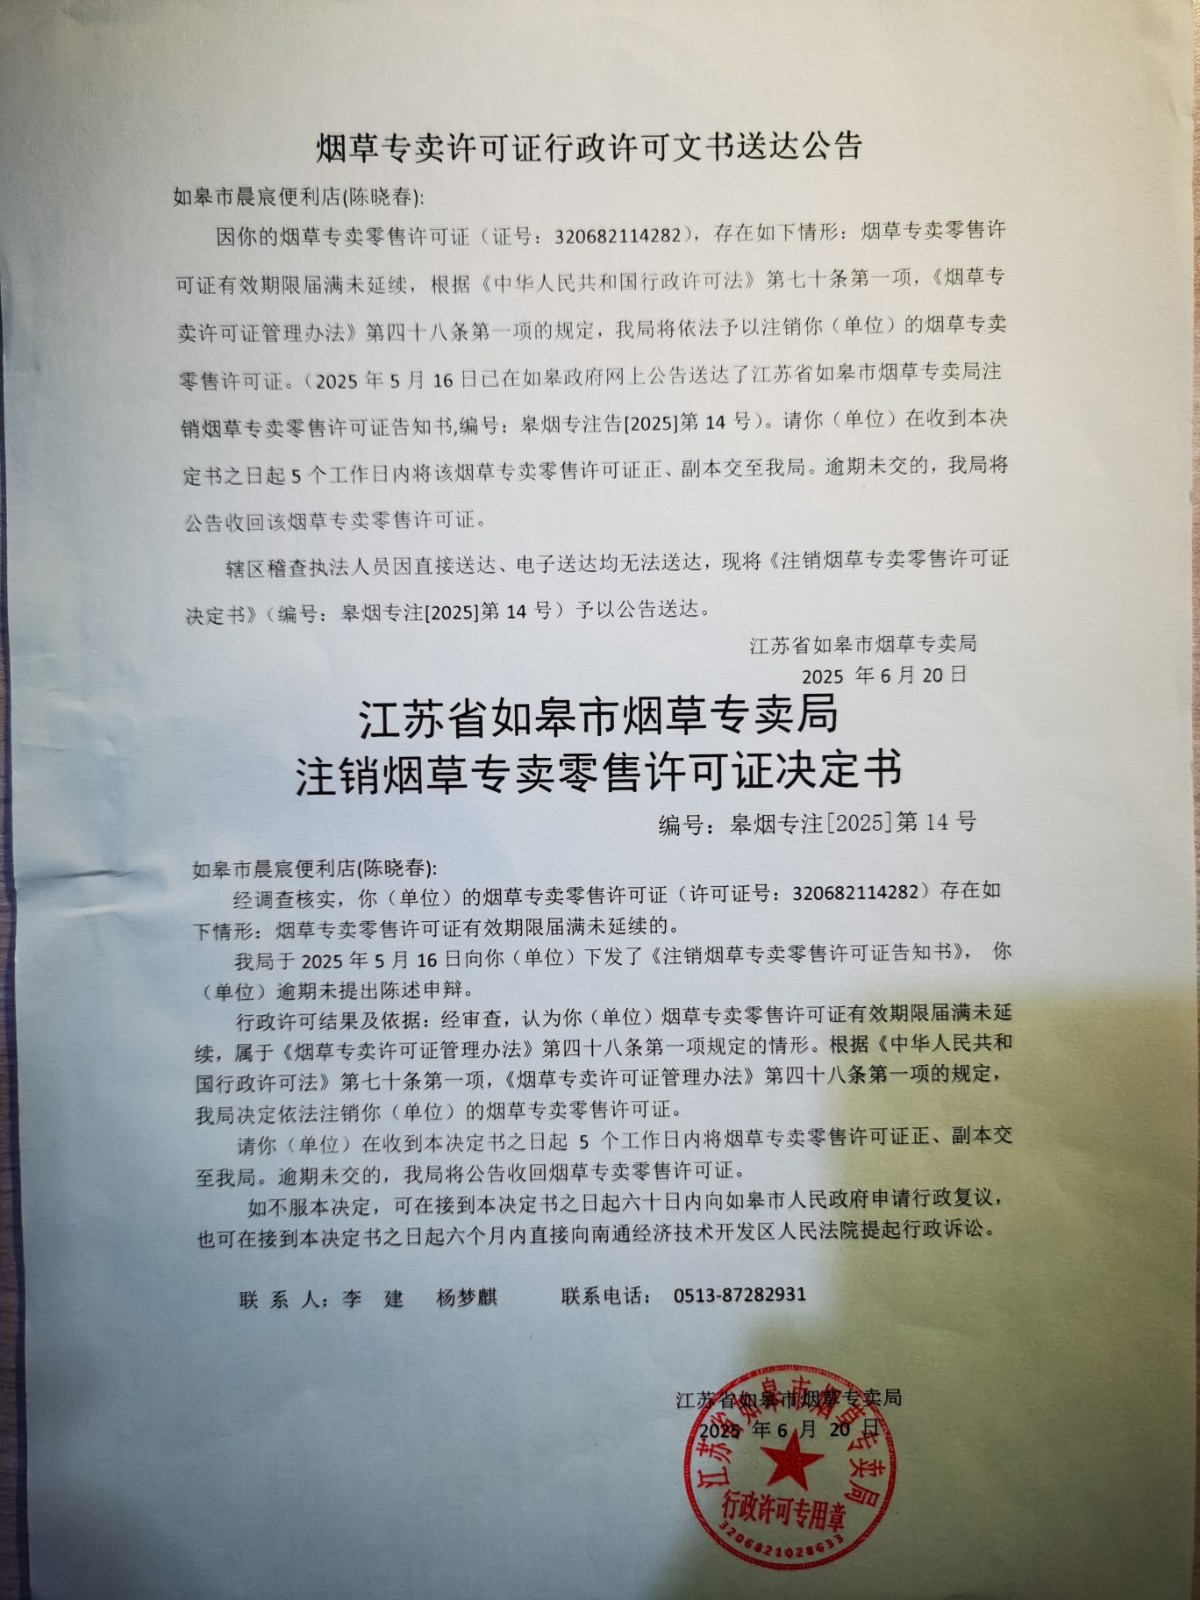 烟草专卖许可证行政许可文书送达公告
如皋市晨宸便利店(陈晓春):
因你的烟草专卖零售许可证（证号：320682114282），存在如下情形：烟草专卖零售许
可证有效期限届满未延续，根据《中华人民共和国行政许可法》第七十条第一项，《烟草专
卖许可证管理办法》第四十八条第一项的规定，我局将依法予以注销你（单位）的烟草专卖
零售许可证。（2025 年 5 月 16 日已在如皋政府网上公告送达了江苏省如皋市烟草专卖局注
销烟草专卖零售许可证告知书,编号：皋烟专注告[2025]第 14 号）。请你（单位）在收到本决
定书之日起 5 个工作日内将该烟草专卖零售许可证正、副本交至我局。逾期未交的，我局将
公告收回该烟草专卖零售许可证。
辖区稽查执法人员因直接送达、电子送达均无法送达，现将《注销烟草专卖零售许可证
决定书》（编号：皋烟专注[2025]第 14 号）予以公告送达。
江苏省如皋市烟草专卖局
2025 年 6 月 20 日
江苏省如皋市烟草专卖局
注销烟草专卖零售许可证决定书
编号：皋烟专注[2025]第 14 号
如皋市晨宸便利店(陈晓春):
经调查核实，你（单位）的烟草专卖零售许可证（许可证号：320682114282）存在如
下情形：烟草专卖零售许可证有效期限届满未延续的。
我局于 2025 年 5 月 16 日向你（单位）下发了《注销烟草专卖零售许可证告知书》， 你
（单位）逾期未提出陈述申辩。
行政许可结果及依据：经审查，认为你（单位）烟草专卖零售许可证有效期限届满未延
续，属于《烟草专卖许可证管理办法》第四十八条第一项规定的情形。根据《中华人民共和
国行政许可法》第七十条第一项，《烟草专卖许可证管理办法》第四十八条第一项的规定，
我局决定依法注销你（单位）的烟草专卖零售许可证。
请你（单位）在收到本决定书之日起 5 个工作日内将烟草专卖零售许可证正、副本交
至我局。逾期未交的，我局将公告收回烟草专卖零售许可证。
如不服本决定，可在接到本决定书之日起六十日内向如皋市人民政府申请行政复议，
也可在接到本决定书之日起六个月内直接向南通经济技术开发区人民法院提起行政诉讼。
联 系 人：李 建 杨梦麒 联系电话： 0513-87282931
江苏省如皋市烟草专卖局
2025 年 6 月 20 日
江苏省如皋市烟草专卖局
行政许可专用章
3206821028633